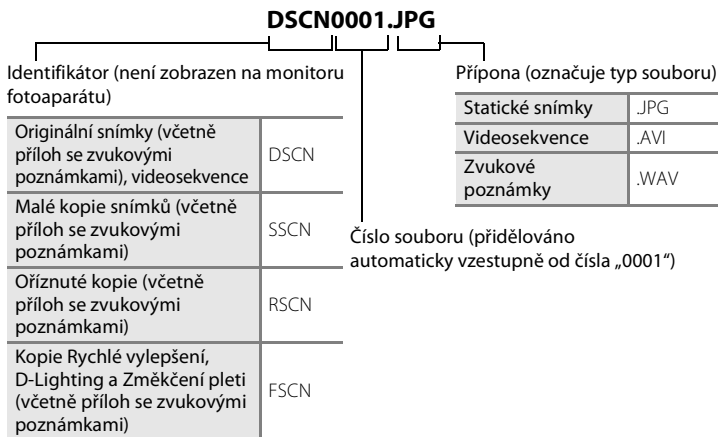 DSCN0001.JPG
Identifikátor (není zobrazen na monitoru
fotoaparátu)
Originální snímky (včetně
příloh se zvukovými
poznámkami), videosekvence
DSCN
Malé kopie snímků (včetně
příloh se zvukovými
poznámkami)
SSCN
Oříznuté kopie (včetně
příloh se zvukovými
poznámkami)
RSCN
Kopie Rychlé vylepšení,
D-Lighting a Změkčení pleti
(včetně příloh se zvukovými
poznámkami)
FSCN
Číslo souboru (přidělováno
automaticky vzestupně od čísla „0001“)
Přípona (označuje typ souboru)
Statické snímky .JPG
Videosekvence .AVI
Zvukové
poznámky
.WAV